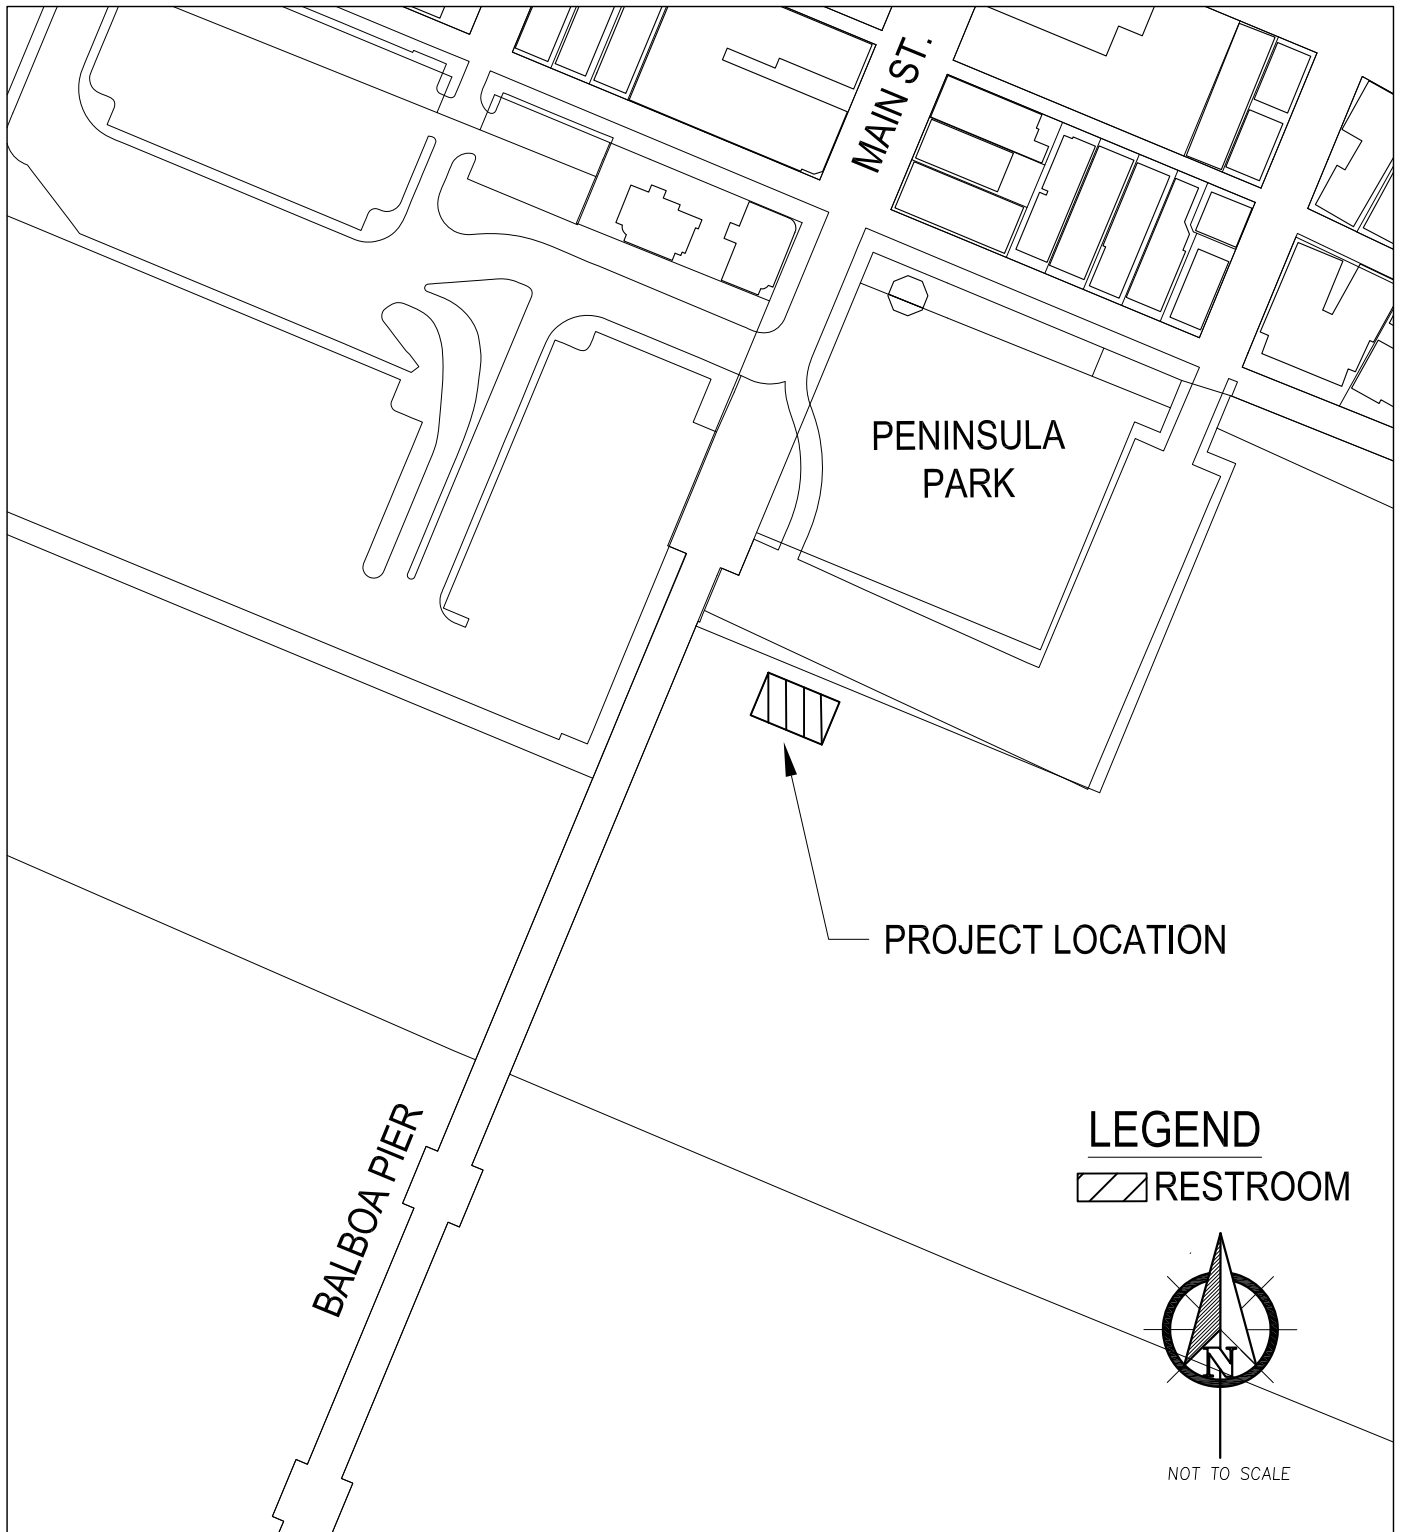 MAIN ST.
PENINSULA
PARK
PROJECT LOCATION
BALBOA PIER
LEGEND
RESTROOM
N
NOT TO SCALE